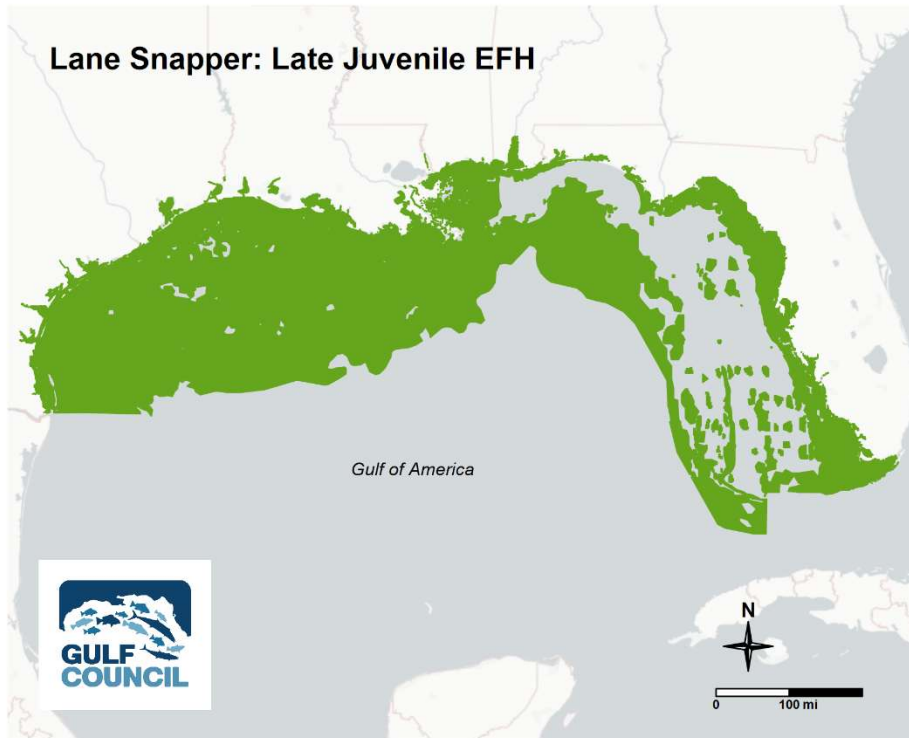 Lane Snapper: Late Juvenile EFH
Gulf of America
GULF
COUNCIL
N
0 100 mi